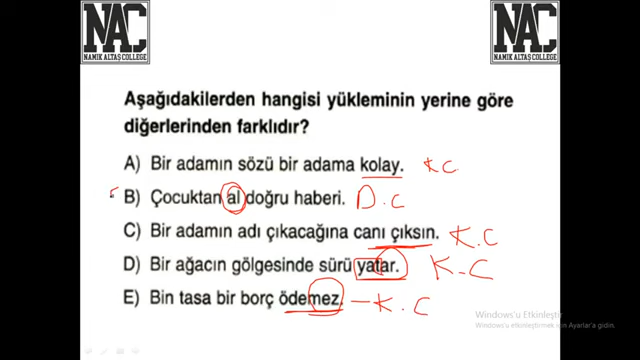 NAC NAC
NAMIK ALTAŞ COLLEGE NAMIK ALTAŞ COLLEGE
Aşağıdakilerden hangisi yükleminin yerine göre
diğerlerinden farklıdır?
A) Bir adamın sözü bir adama kolay. K C
B) Çocuktan al doğru haberi. D.C
C) Bir adamın adı çıkacağına canı çıksın. K.C
D) Bir ağacın gölgesinde sürü yatar. K-C
E) Bin tasa bir borç ödemez. -K.C
Windows'u Etkinleştir
Windows'u etkinleştirmek için Ayarlar'a gidin.